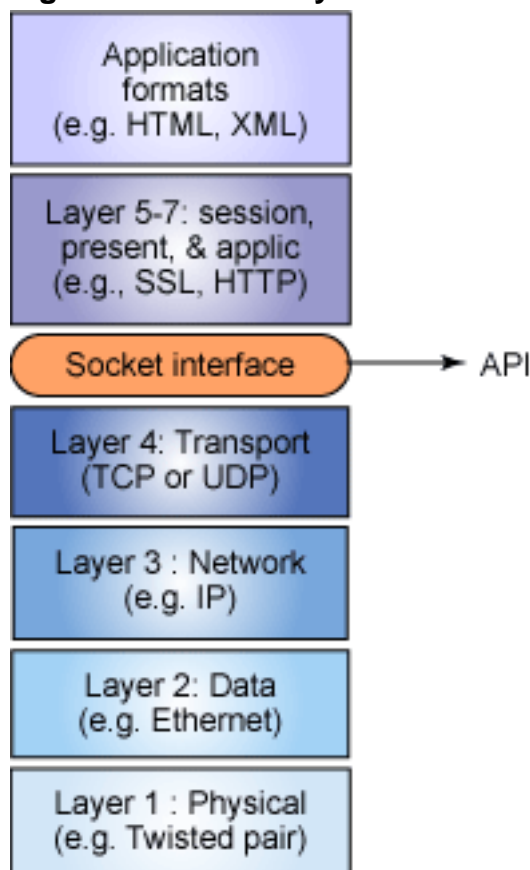 Application
formats
(e.g. HTML, XML)
Layer 5-7: session,
present, & applic
(e.g., SSL, HTTP)
Socket interface
API
Layer 4: Transport
(TCP or UDP)
Layer 3 : Network
(e.g. IP)
Layer 2: Data
(e.g. Ethernet)
Layer 1 : Physical
(e.g. Twisted pair)